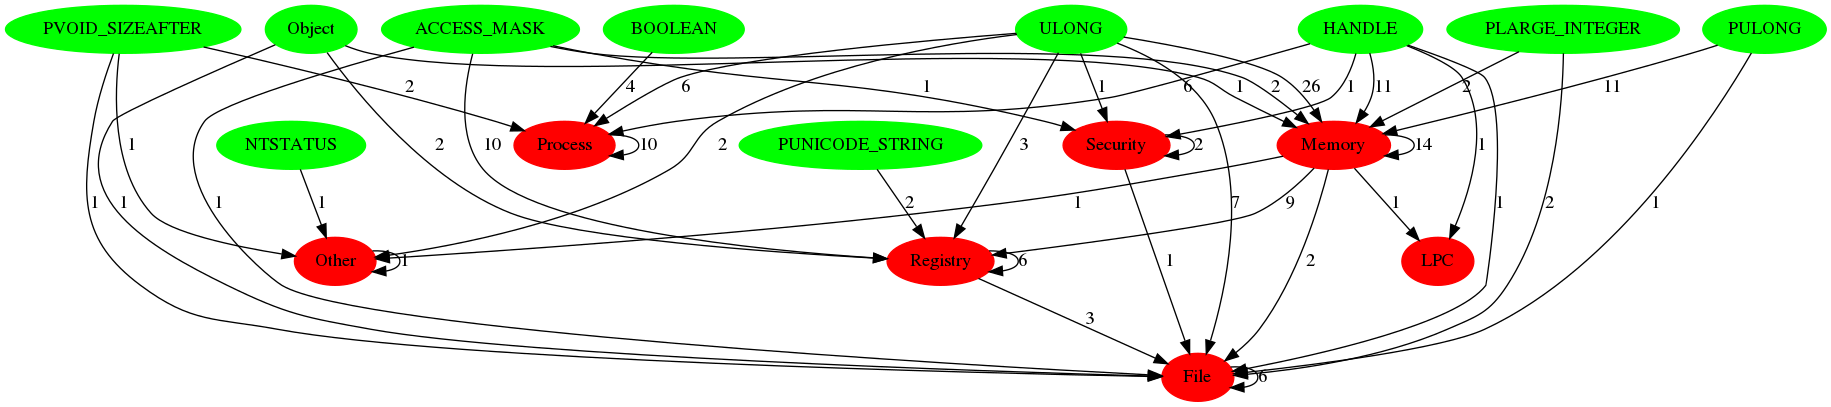 PVOID_SIZEAFTER Object ACCESS_MASK BOOLEAN ULONG HANDLE PLARGE_INTEGER PULONG
2 4 6 1 1 2 1 26 6 1 11 2 11
NTSTATUS Process 10 PUNICODE_STRING Security 2 Memory 14
1 2 10 2 3 1
1 1 1 1 2 7 1 9 2 1 1 2 1
Other 1 Registry 6 LPC
3
File 6